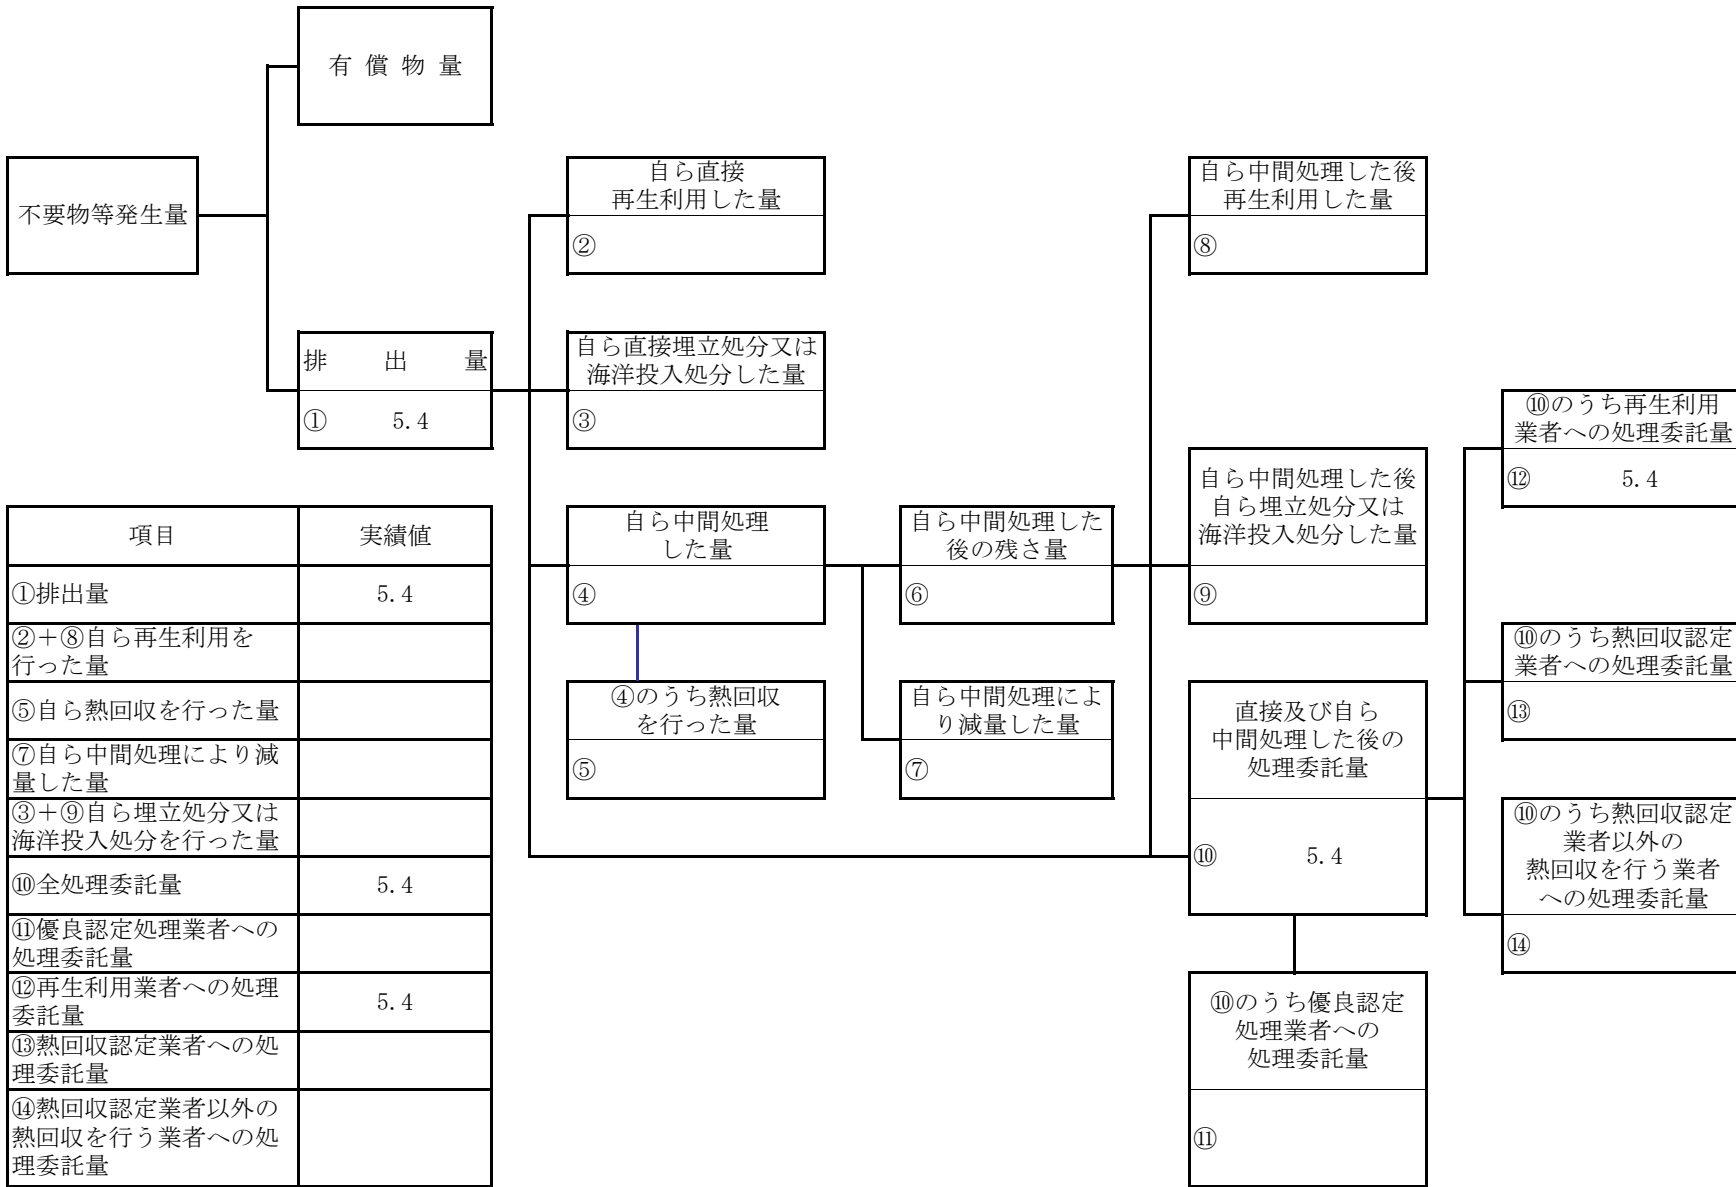 有 償 物 量
不要物等発生量
自ら直接
再生利用した量
②
自ら中間処理した後
再生利用した量
⑧
排 出 量
① 5.4
自ら直接埋立処分又は
海洋投入処分した量
③
⑩のうち再生利用
業者への処理委託量
⑫ 5.4
自ら中間処理した後
自ら埋立処分又は
海洋投入処分した量
⑨
自ら中間処理
した量
④
自ら中間処理した
後の残さ量
⑥
⑩のうち熱回収認定
業者への処理委託量
⑬
④のうち熱回収
を行った量
⑤
自ら中間処理によ
り減量した量
⑦
直接及び自ら
中間処理した後の
処理委託量
⑩ 5.4
⑩のうち熱回収認定
業者以外の
熱回収を行う業者
への処理委託量
⑭
⑩のうち優良認定
処理業者への
処理委託量
⑪
項目 実績値
①排出量 5.4
②＋⑧自ら再生利用を
行った量
⑤自ら熱回収を行った量
⑦自ら中間処理により減
量した量
③＋⑨自ら埋立処分又は
海洋投入処分を行った量
⑩全処理委託量 5.4
⑪優良認定処理業者への
処理委託量
⑫再生利用業者への処理
委託量 5.4
⑬熱回収認定業者への処
理委託量
⑭熱回収認定業者以外の
熱回収を行う業者への処
理委託量